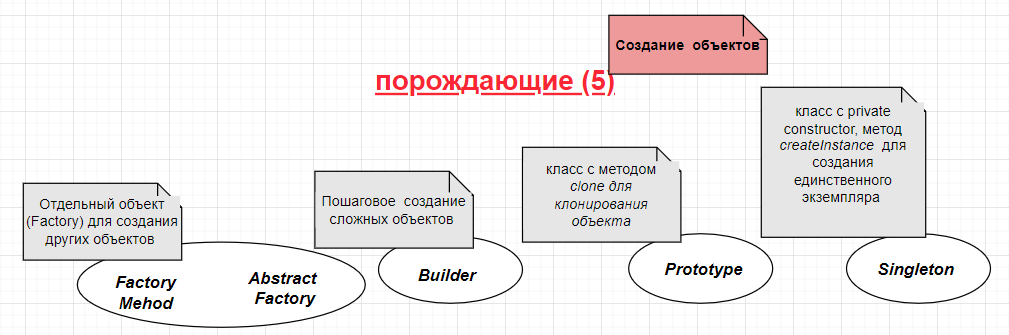 Создание объектов
порождающие (5)
класс с private
constructor, метод
createInstance для
создания
единственного
экземпляра
класс с методом
clone для
клонирования
объекта
Пошаговое создание
сложных объектов
Отдельный объект
(Factory) для создания
других объектов
Factory
Mehod
Abstract
Factory
Builder
Prototype
Singleton